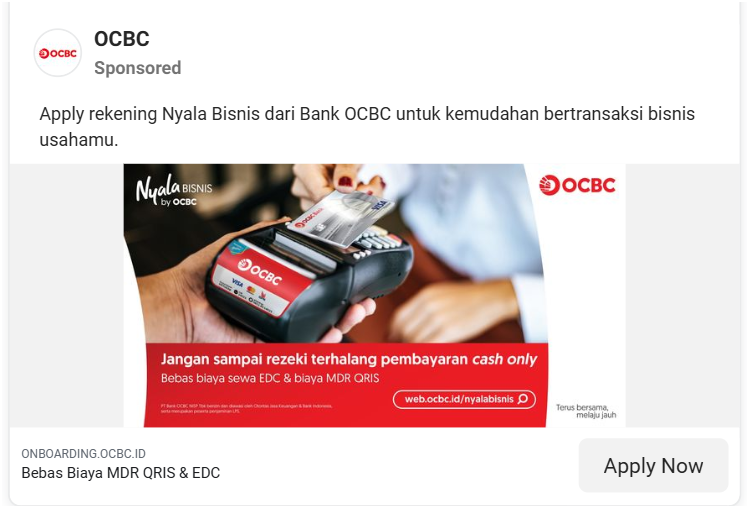 OCBC
OCBC
Sponsored
Apply rekening Nyala Bisnis dari Bank OCBC untuk kemudahan bertransaksi bisnis
usahamu.
Nyala BISNIS
by OCBC
OCBC
OCBC
VISA
OCBC
VISA
Jangan sampai rezeki terhalang pembayaran cash only
Bebas biaya sewa EDC & biaya MDR QRIS
web.ocbc.id/nyalabisnis
PT Bank OCBC NISP Tbk berizin dan diawasi oleh Otoritas Jasa Keuangan & Bank Indonesia,
serta merupakan peserta penjaminan LPS.
Terus bersama,
melaju jauh
ONBOARDING.OCBC.ID
Bebas Biaya MDR QRIS & EDC
Apply Now